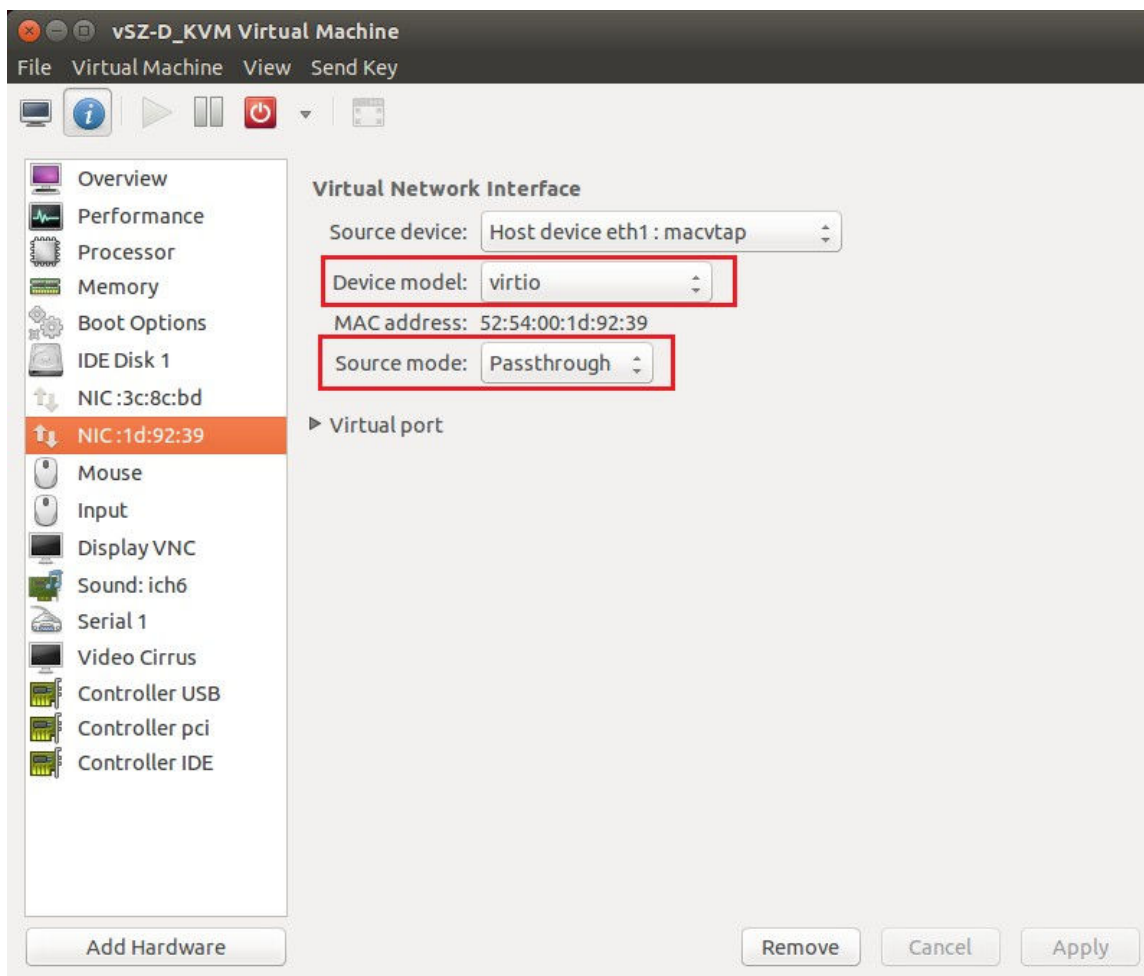 vSZ-D_KVM Virtual Machine
File Virtual Machine View Send Key
Overview
Performance
Processor
Memory
Boot Options
IDE Disk 1
NIC :3c:8c:bd
NIC :1d:92:39
Mouse
Input
Display VNC
Sound: ich6
Serial 1
Video Cirrus
Controller USB
Controller pci
Controller IDE
Add Hardware
Virtual Network Interface
Source device: Host device eth1 : macvtap
Device model: virtio
MAC address: 52:54:00:1d:92:39
Source mode: Passthrough
Virtual port
Remove Cancel Apply